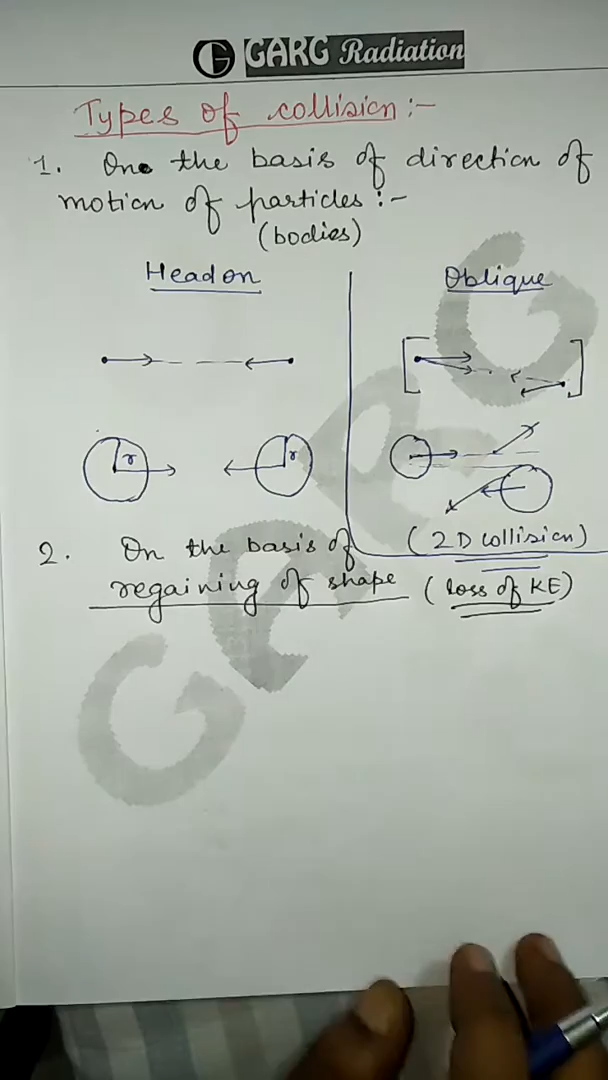 G GARG Radiation
Types of collision :-
1. One the basis of direction of
motion of particles :-
(bodies)
Head on
Oblique
r
r
(2D collision)
2. On the basis of
regaining of shape (loss of KE)
GARG